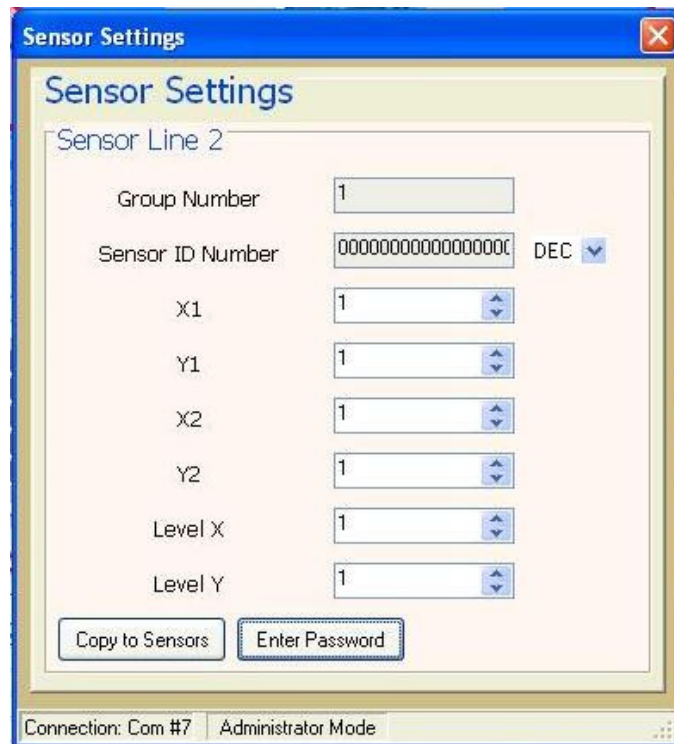 Sensor Settings
Sensor Settings
Sensor Line 2
Group Number 1
Sensor ID Number 00000000000000000 DEC
X1 1
Y1 1
X2 1
Y2 1
Level X 1
Level Y 1
Copy to Sensors Enter Password
Connection: Com #7 Administrator Mode